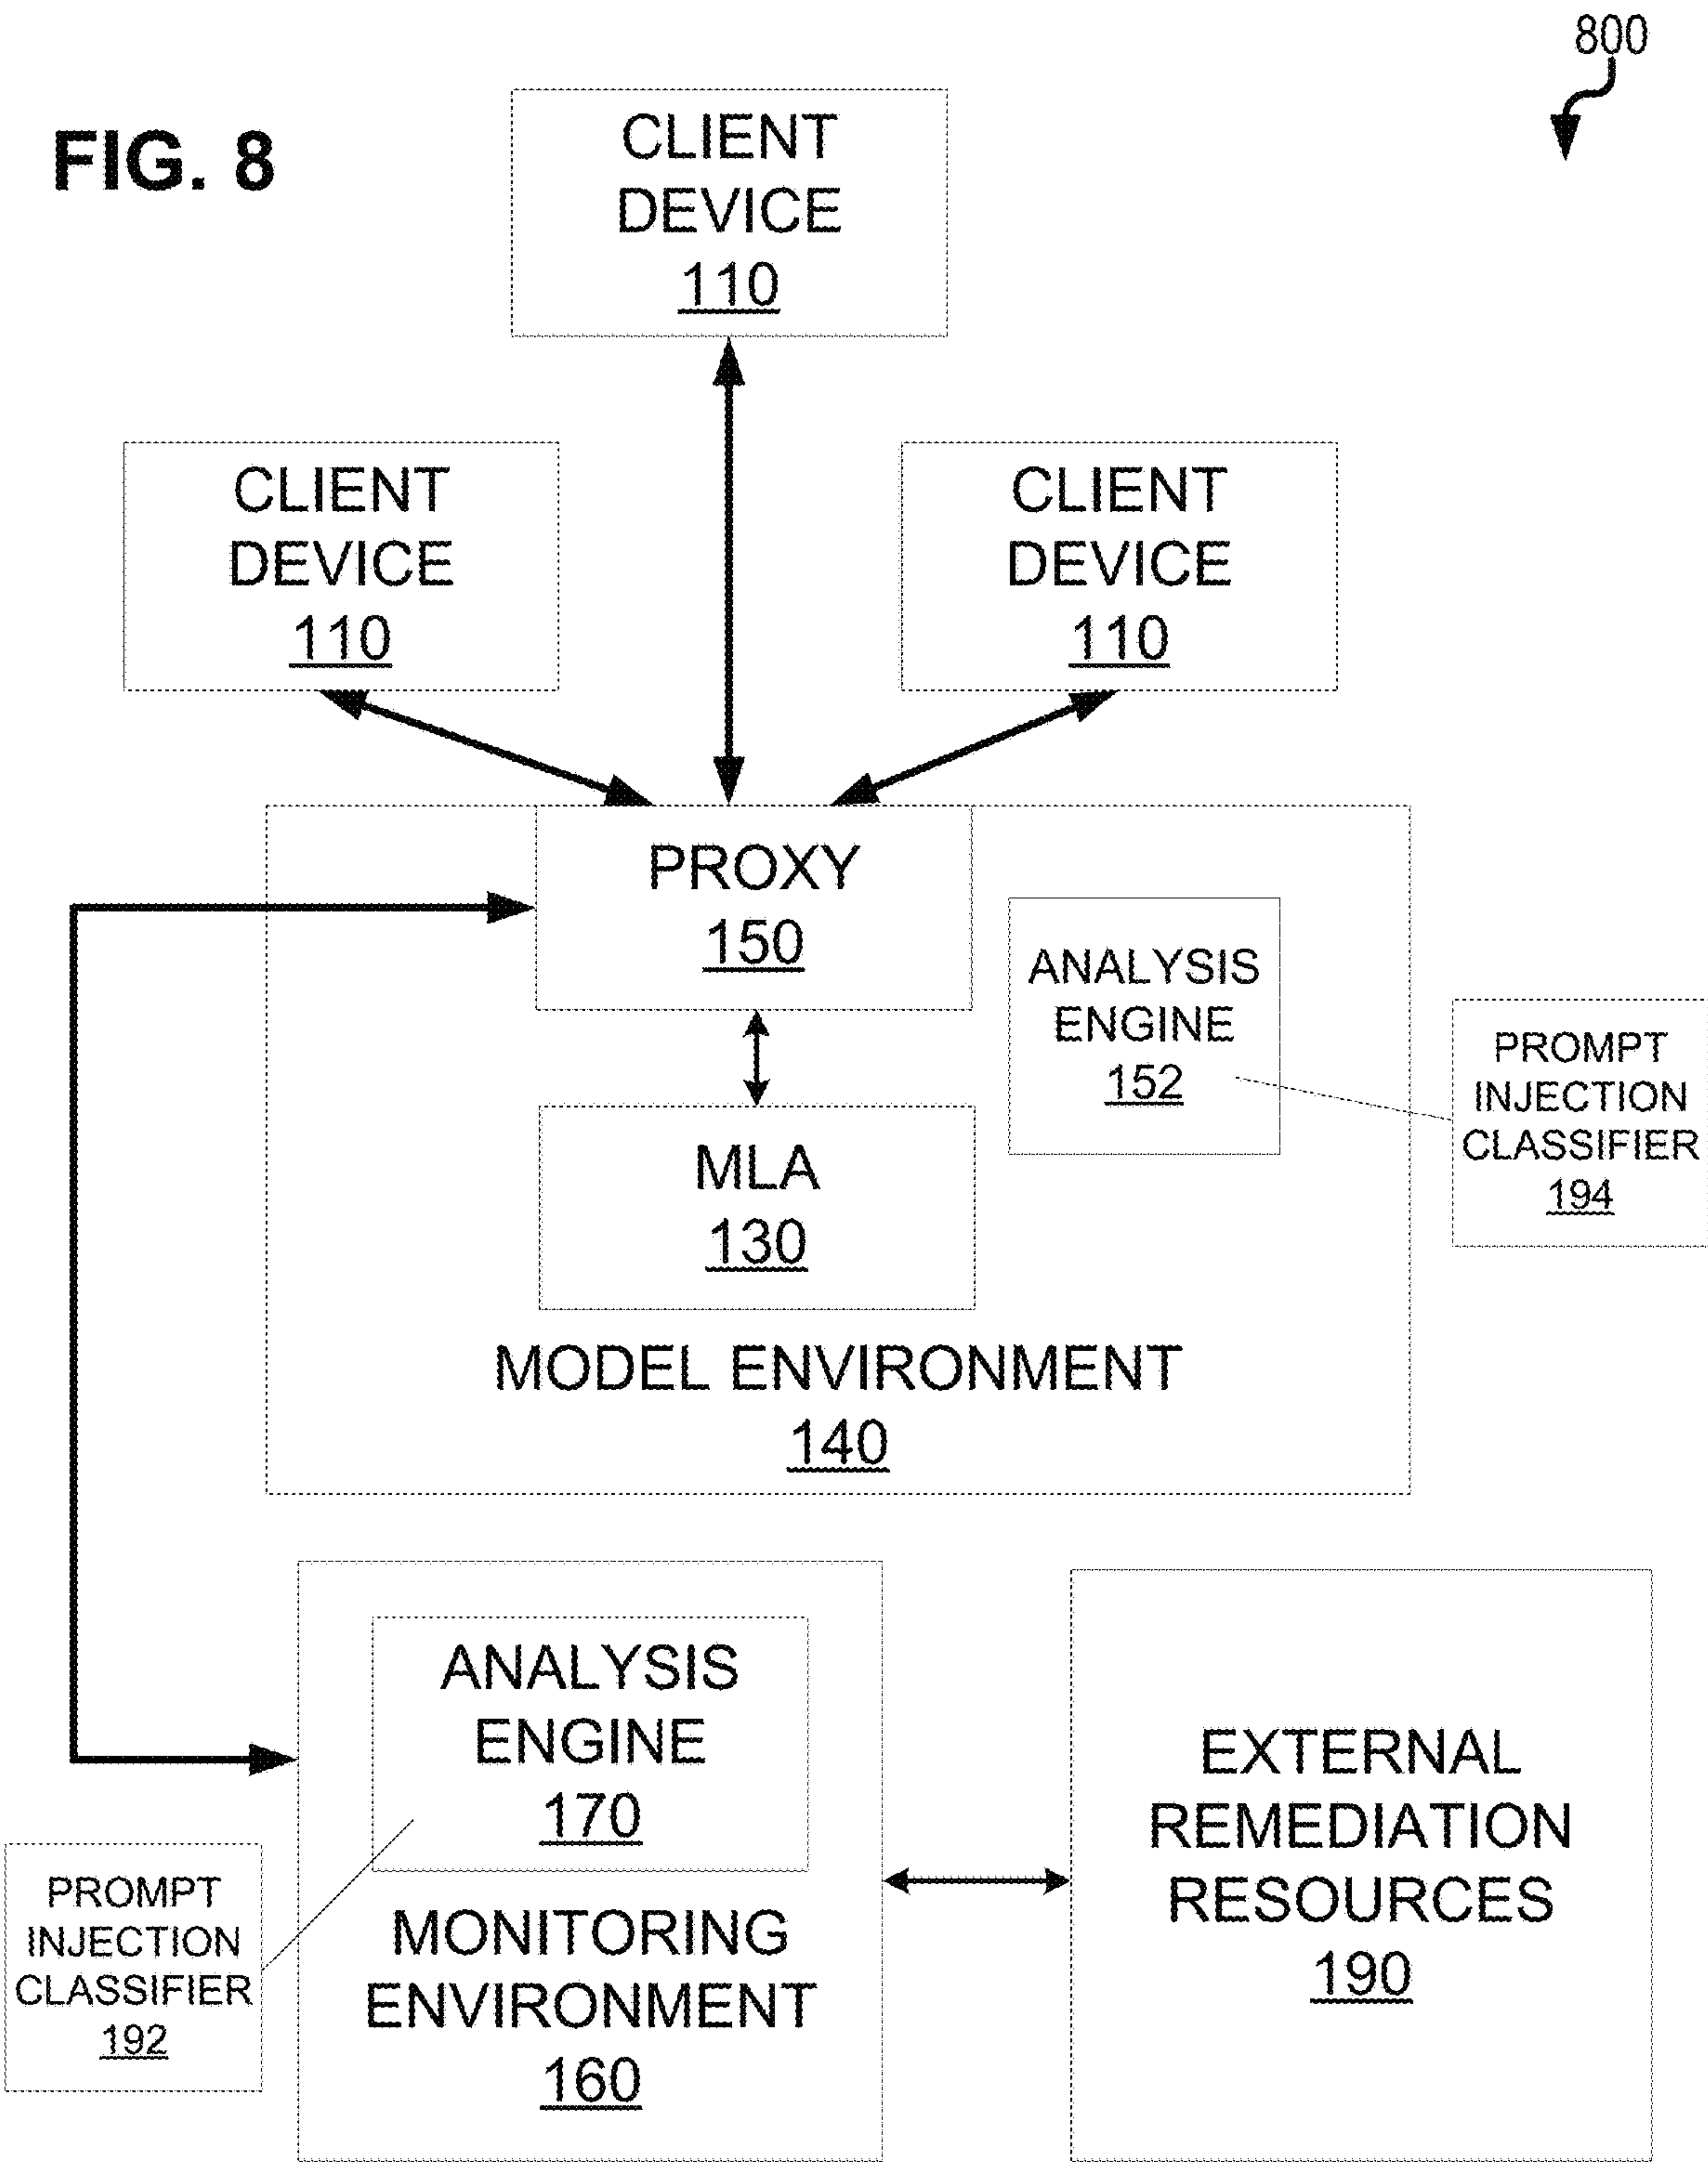 800
FIG. 8
CLIENT
DEVICE
110
CLIENT
DEVICE
110
CLIENT
DEVICE
110
PROXY
150
ANALYSIS
ENGINE
152
PROMPT
INJECTION
CLASSIFIER
194
MLA
130
MODEL ENVIRONMENT
140
ANALYSIS
ENGINE
170
PROMPT
INJECTION
CLASSIFIER
192
MONITORING
ENVIRONMENT
160
EXTERNAL
REMEDIATION
RESOURCES
190